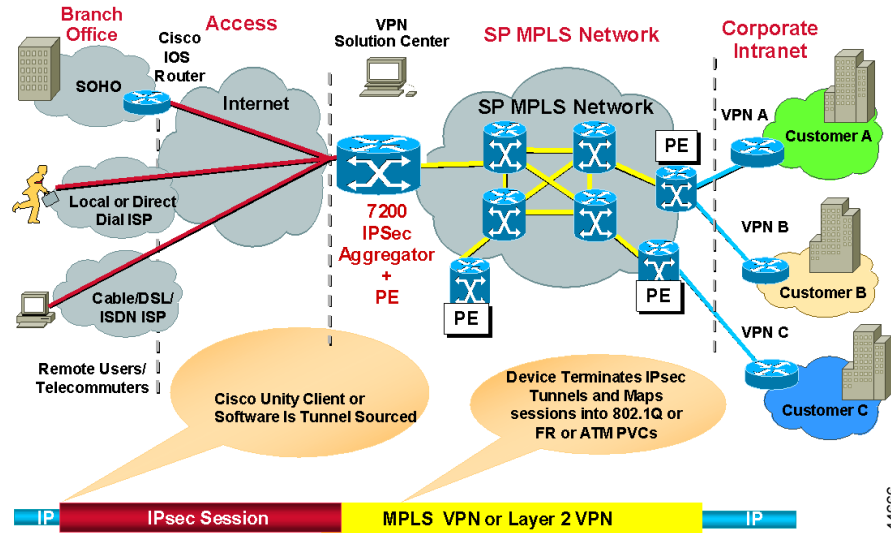 Branch
Office
Access
VPN
Solution Center
SP MPLS Network
Corporate
Intranet
Cisco
IOS
Router
SOHO
Internet
SP MPLS Network
VPN A
Customer A
PE
Local or Direct
Dial ISP
7200
IPSec
Aggregator
+
PE
VPN B
Customer B
PE
PE
Cable/DSL/
ISDN ISP
VPN C
Customer C
Remote Users/
Telecommuters
Cisco Unity Client or
Software Is Tunnel Sourced
Device Terminates IPsec
Tunnels and Maps
sessions into 802.1Q or
FR or ATM PVCs
IP
IPsec Session
MPLS VPN or Layer 2 VPN
IP